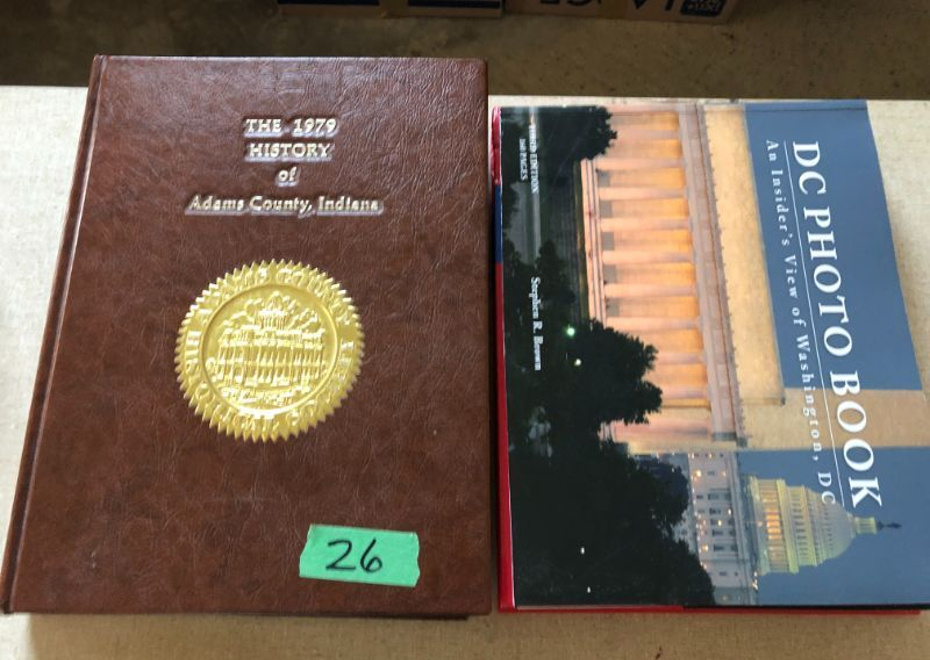 THE 1979
HISTORY
of
Adams County, Indiana
26
DC PHOTO BOOK
An Insider's View of Washington, DC
Stephen R. Brown
THIRD EDITION